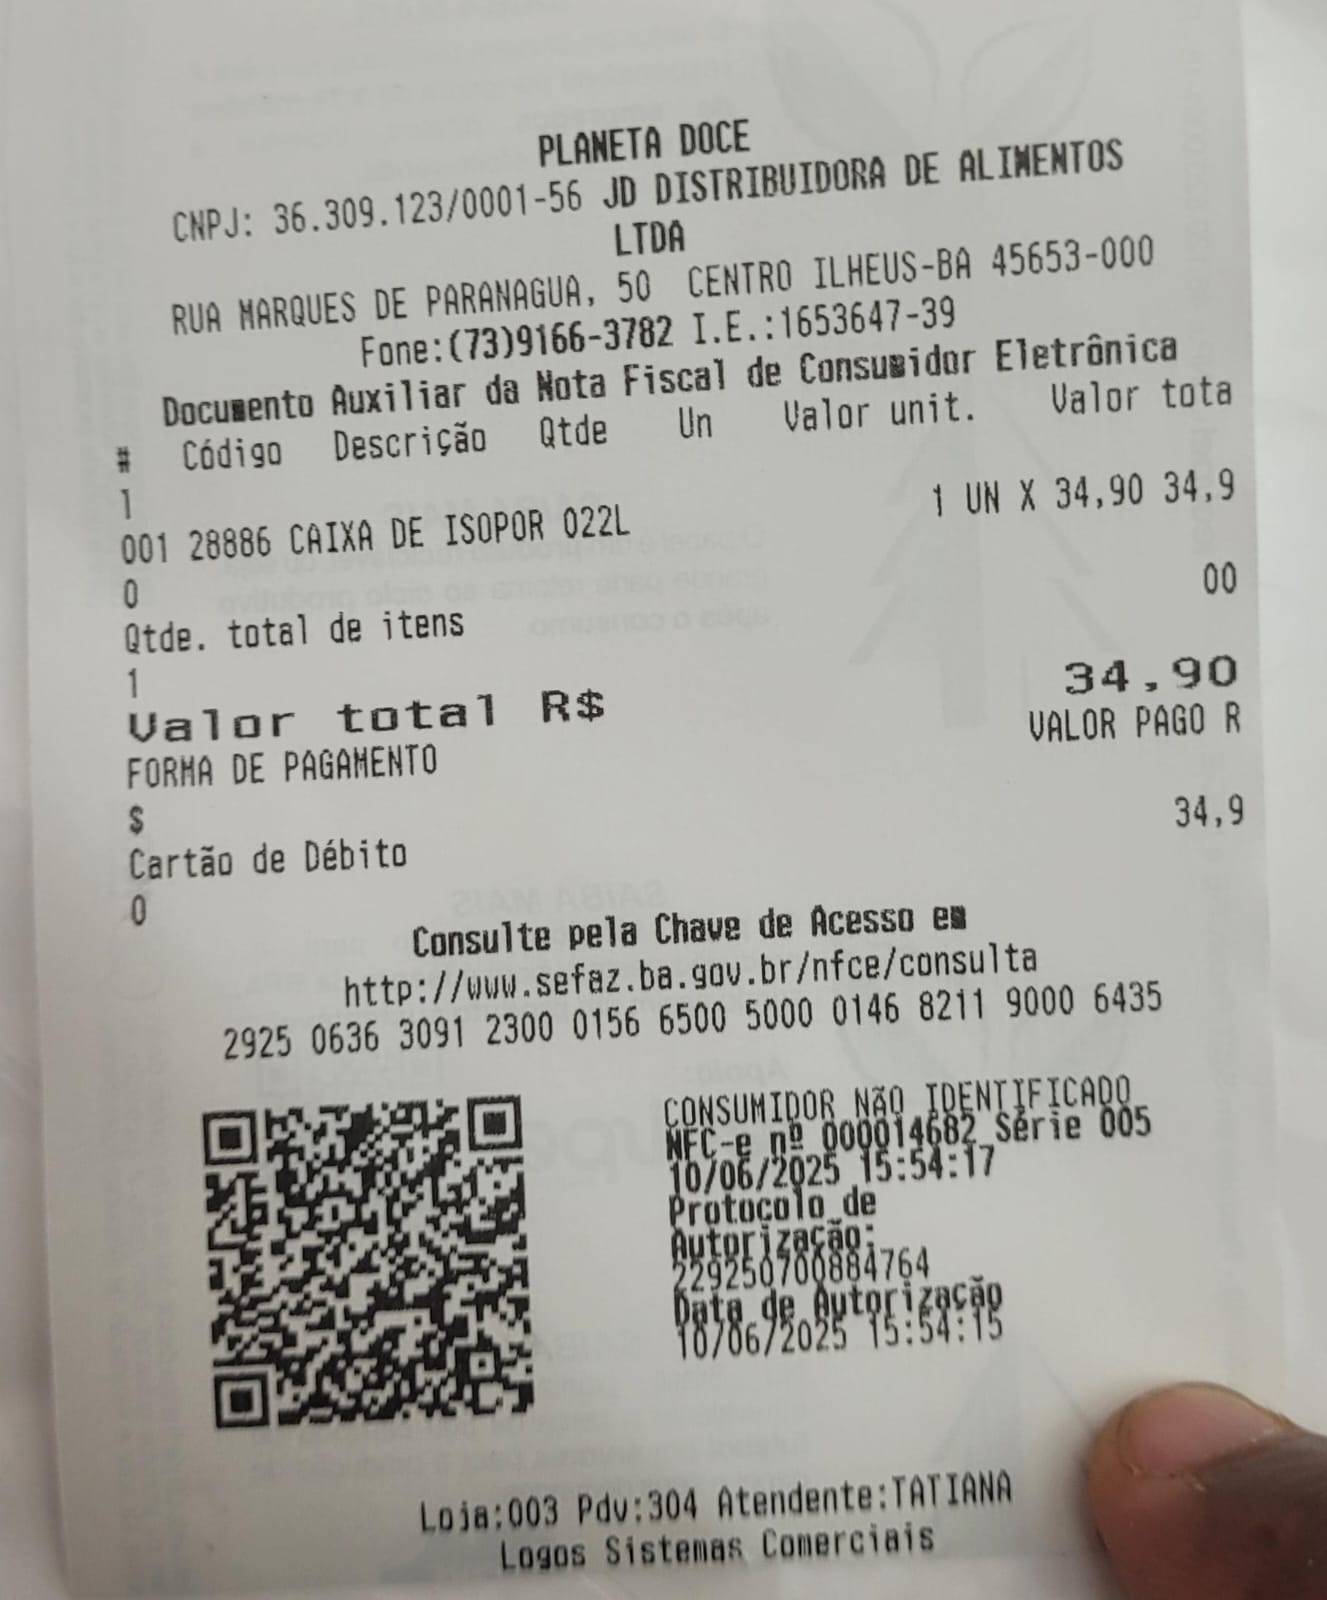 PLANETA DOCE
CNPJ: 36.309.123/0001-56 JD DISTRIBUIDORA DE ALIMENTOS
LTDA
RUA MARQUES DE PARANAGUA, 50 CENTRO ILHEUS-BA 45653-000
Fone:(73)9166-3782 I.E.:1653647-39
Documento Auxiliar da Nota Fiscal de Consumidor Eletrônica
# Código Descrição Qtde Un Valor unit. Valor tota
l
001 28886 CAIXA DE ISOPOR 022L 1 UN X 34,90 34,9
0
Qtde. total de itens 00
1
Valor total R$ 34,90
FORMA DE PAGAMENTO VALOR PAGO R
$
Cartão de Débito 34,9
0
Consulte pela Chave de Acesso em
http://www.sefaz.ba.gov.br/nfce/consulta
2925 0636 3091 2300 0156 6500 5000 0146 8211 9000 6435
CONSUMIDOR NÃO IDENTIFICADO
NFC-e nº 000014682 Série 005
10/06/2025 15:54:17
Protocolo de
Autorização:
229250700884764
Data de Autorização
10/06/2025 15:54:15
Loja:003 Pdv:304 Atendente:TATIANA
Logos Sistemas Comerciais